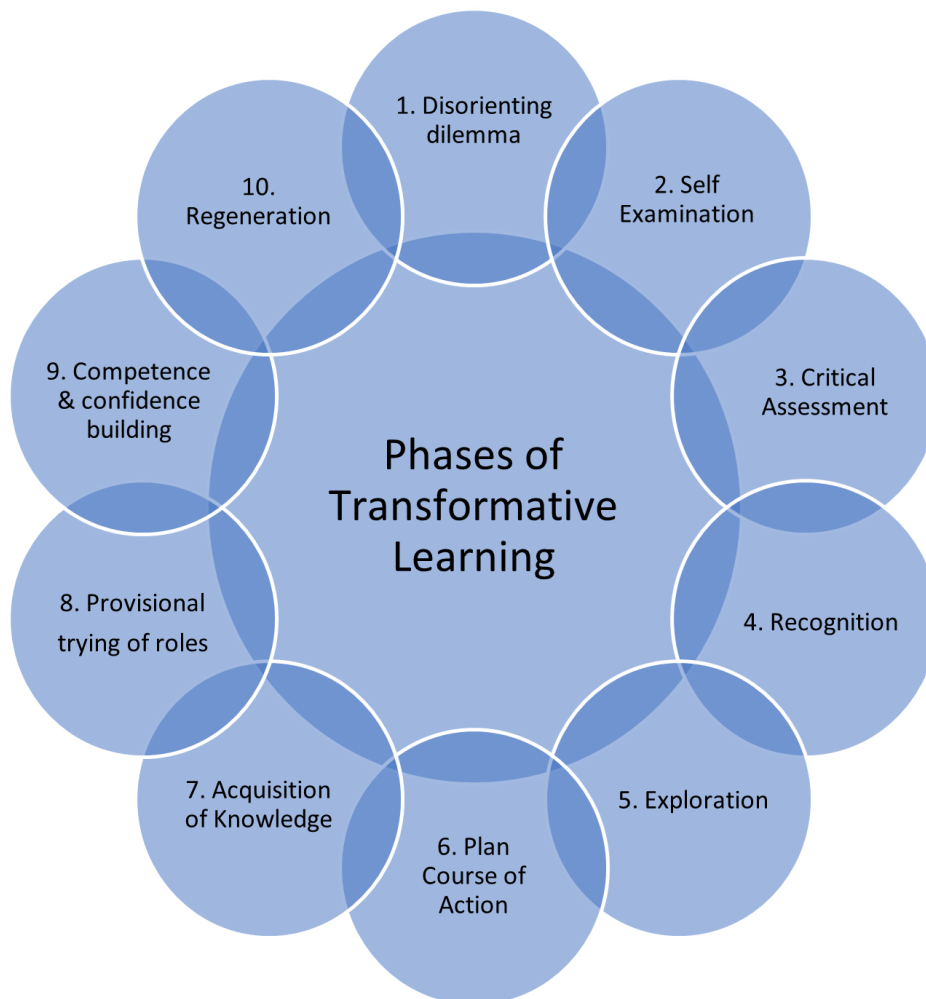 Phases of
Transformative
Learning
1. Disorienting
dilemma
2. Self
Examination
3. Critical
Assessment
4. Recognition
5. Exploration
6. Plan
Course of
Action
7. Acquisition
of Knowledge
8. Provisional
trying of roles
9. Competence
& confidence
building
10.
Regeneration